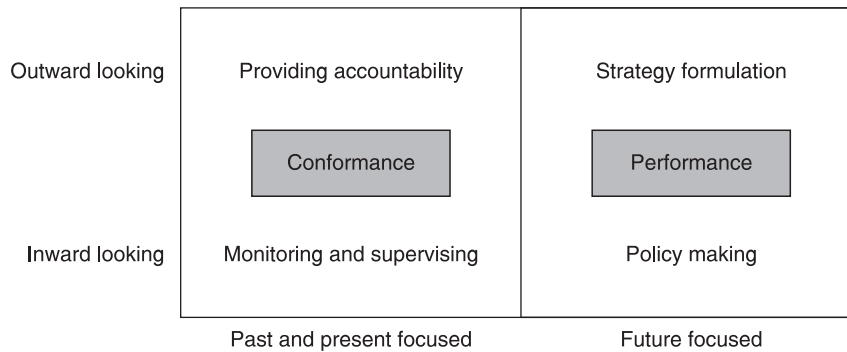 Outward looking
Providing accountability
Strategy formulation
Conformance
Performance
Inward looking
Monitoring and supervising
Policy making
Past and present focused
Future focused